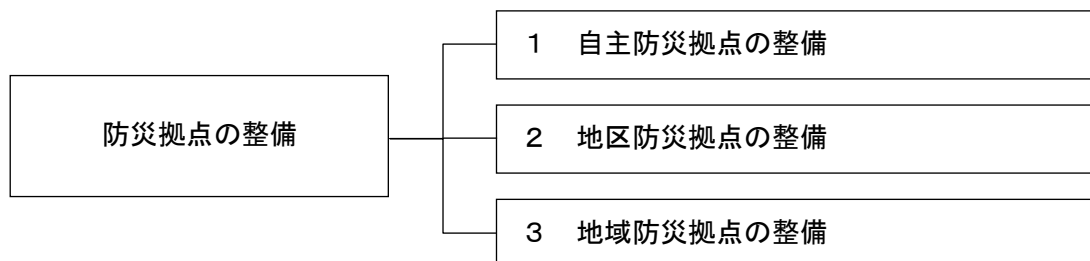 防災拠点の整備
１　自主防災拠点の整備
２　地区防災拠点の整備
３　地域防災拠点の整備